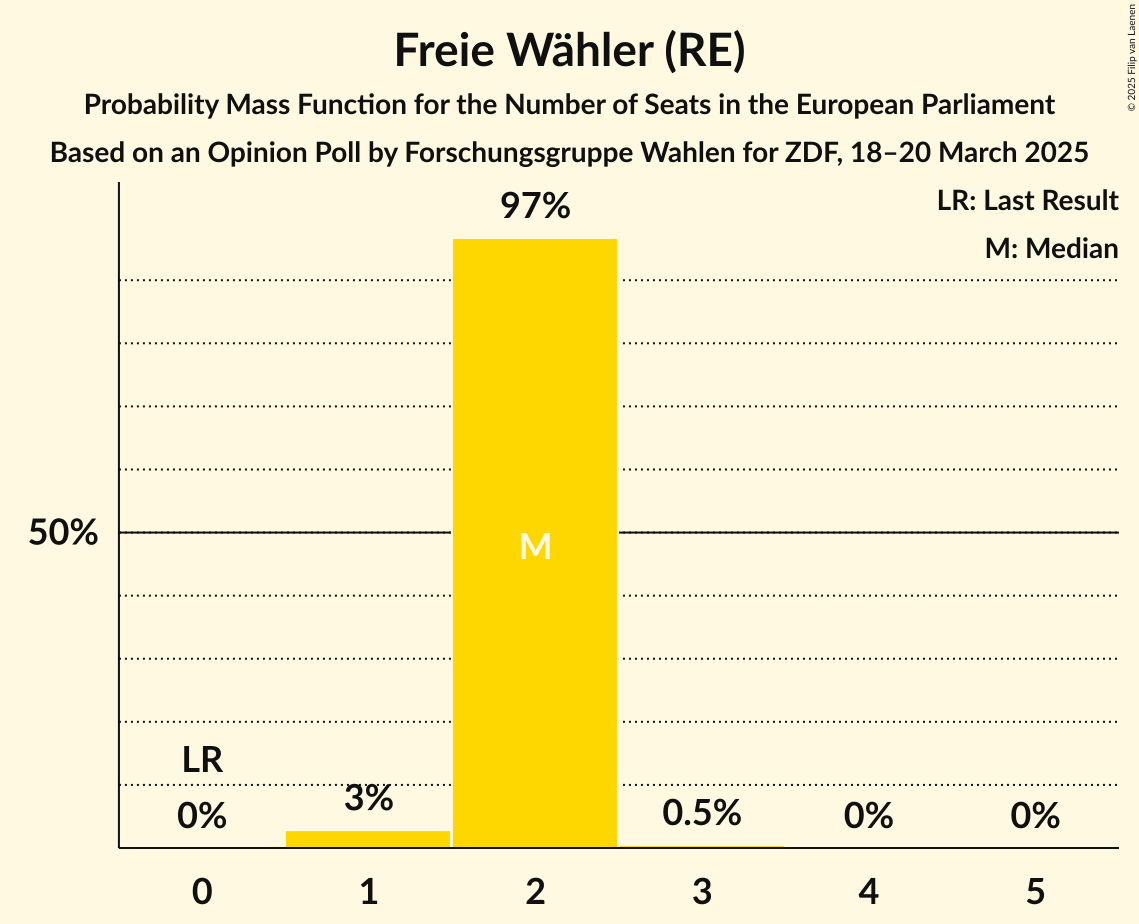 Freie Wähler (RE)
Probability Mass Function for the Number of Seats in the European Parliament
Based on an Opinion Poll by Forschungsgruppe Wahlen for ZDF, 18–20 March 2025
© 2025 Filip van Laenen
LR: Last Result
M: Median
97%
50%
M
LR
0%
3%
0.5%
0%
0%
0 1 2 3 4 5